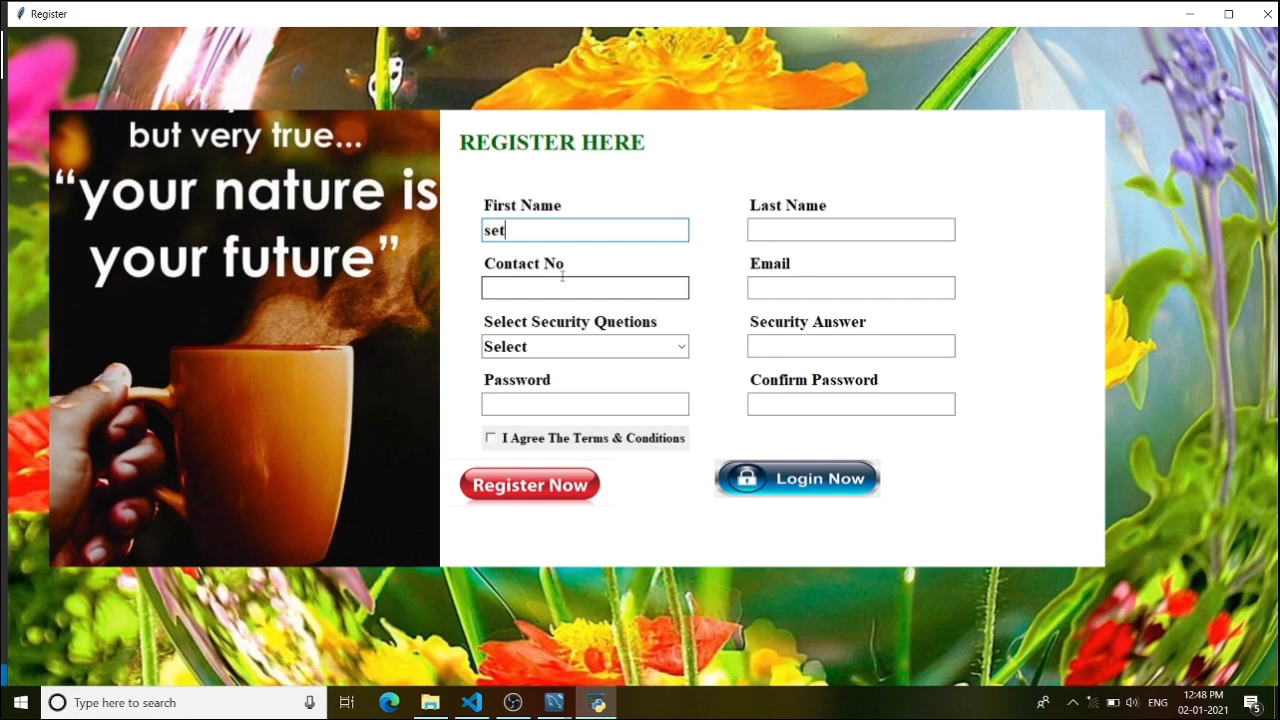 Register
but very true...
“your nature is
your future”
REGISTER HERE
First Name
Last Name
set
Contact No
Email
Select Security Quetions
Security Answer
Select
Password
Confirm Password
I Agree The Terms & Conditions
Register Now
Login Now
Type here to search
ENG
12:48 PM
02-01-2021
5